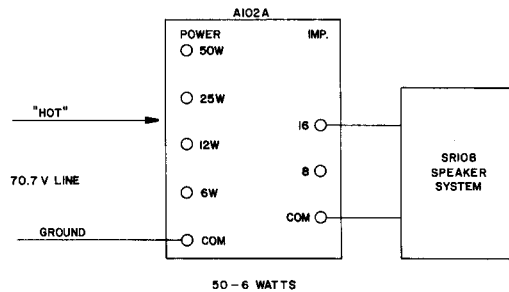 A102A
POWER
IMP.
50W
25W
"HOT"
16
12W
8
SR108
SPEAKER
SYSTEM
70.7 V LINE
6W
COM
GROUND
COM
50-6 WATTS